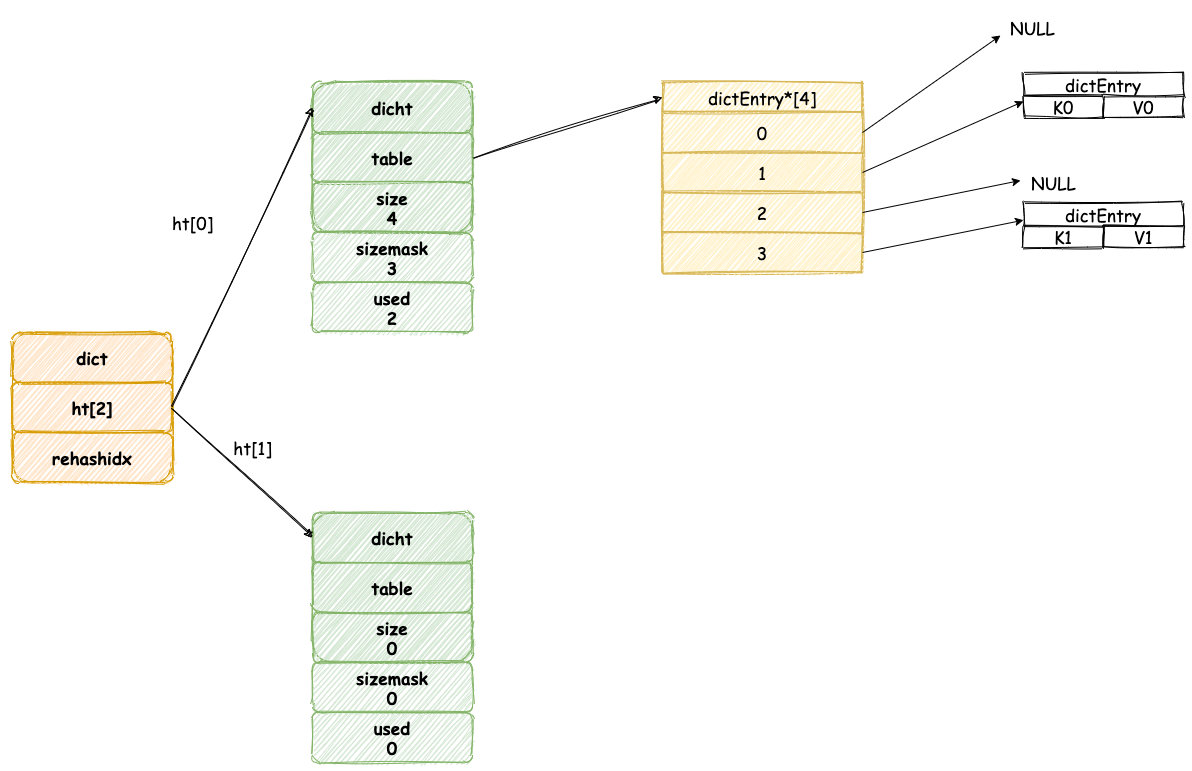 dict
ht[2]
rehashidx
ht[0]
ht[1]
dicht
table
size
4
sizemask
3
used
2
dicht
table
size
0
sizemask
0
used
0
dictEntry*[4]
0
1
2
3
NULL
dictEntry
K0 V0
NULL
dictEntry
K1 V1